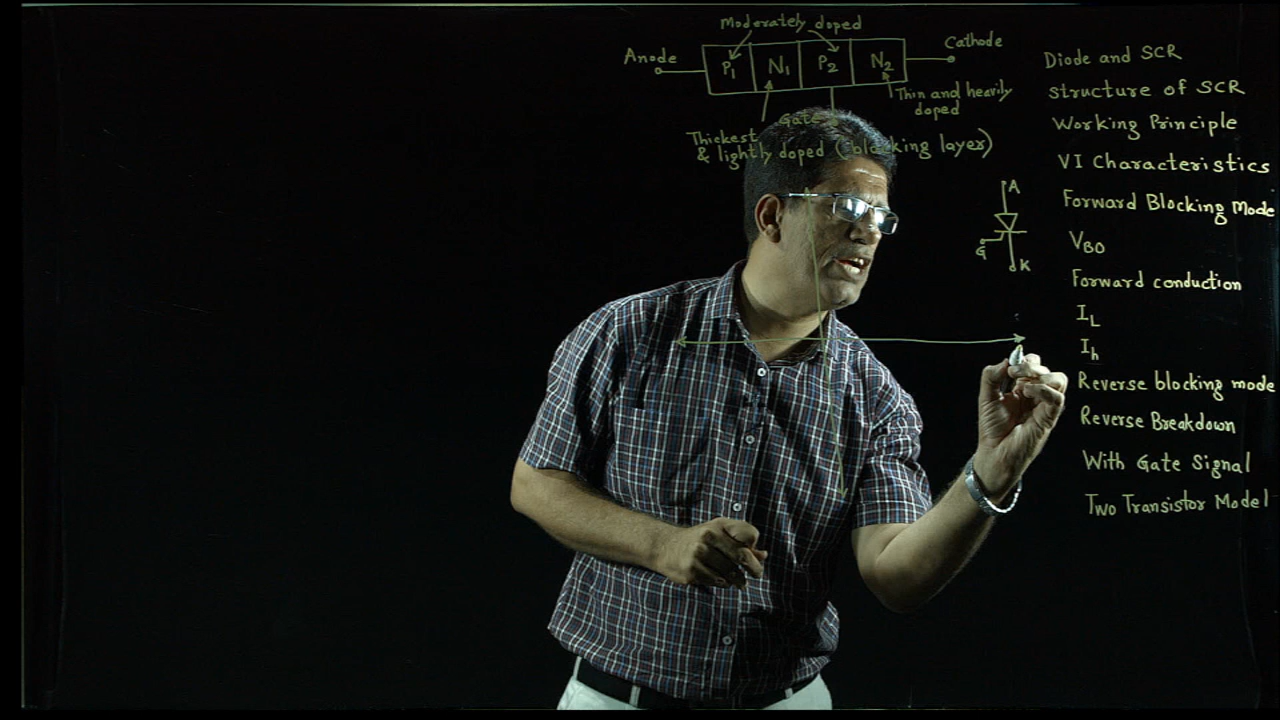 Moderately doped
Anode
P1 N1 P2 N2
Cathode
Thin and heavily
doped
Gate
Thickest
& lightly doped (blocking layer)
A
G
K
Diode and SCR
structure of SCR
Working Principle
VI Characteristics
Forward Blocking Mode
VBO
Forward conduction
IL
Ih
Reverse blocking mode
Reverse Breakdown
With Gate Signal
Two Transistor Model